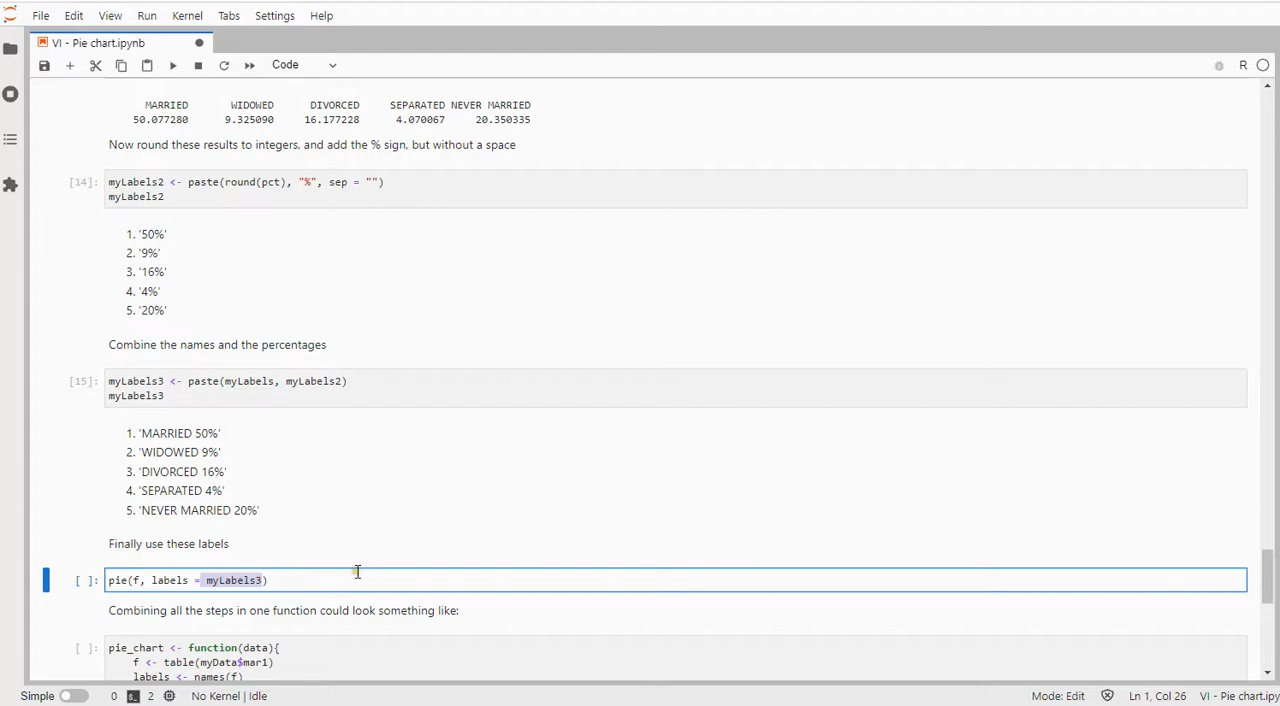 File Edit View Run Kernel Tabs Settings Help
VI - Pie chart.ipynb
Code
R
MARRIED WIDOWED DIVORCED SEPARATED NEVER MARRIED
50.077280 9.325090 16.177228 4.070067 20.350335
Now round these results to integers, and add the % sign, but without a space
[14]: myLabels2 <- paste(round(pct), "%", sep = "")
myLabels2
1. '50%'
2. '9%'
3. '16%'
4. '4%'
5. '20%'
Combine the names and the percentages
[15]: myLabels3 <- paste(myLabels, myLabels2)
myLabels3
1. 'MARRIED 50%'
2. 'WIDOWED 9%'
3. 'DIVORCED 16%'
4. 'SEPARATED 4%'
5. 'NEVER MARRIED 20%'
Finally use these labels
[ ]: pie(f, labels = myLabels3)
Combining all the steps in one function could look something like:
[ ]: pie_chart <- function(data){
f <- table(myData$mar1)
labels <- names(f)
Simple 0 2 No Kernel | Idle Mode: Edit Ln 1, Col 26 VI - Pie chart.ipy